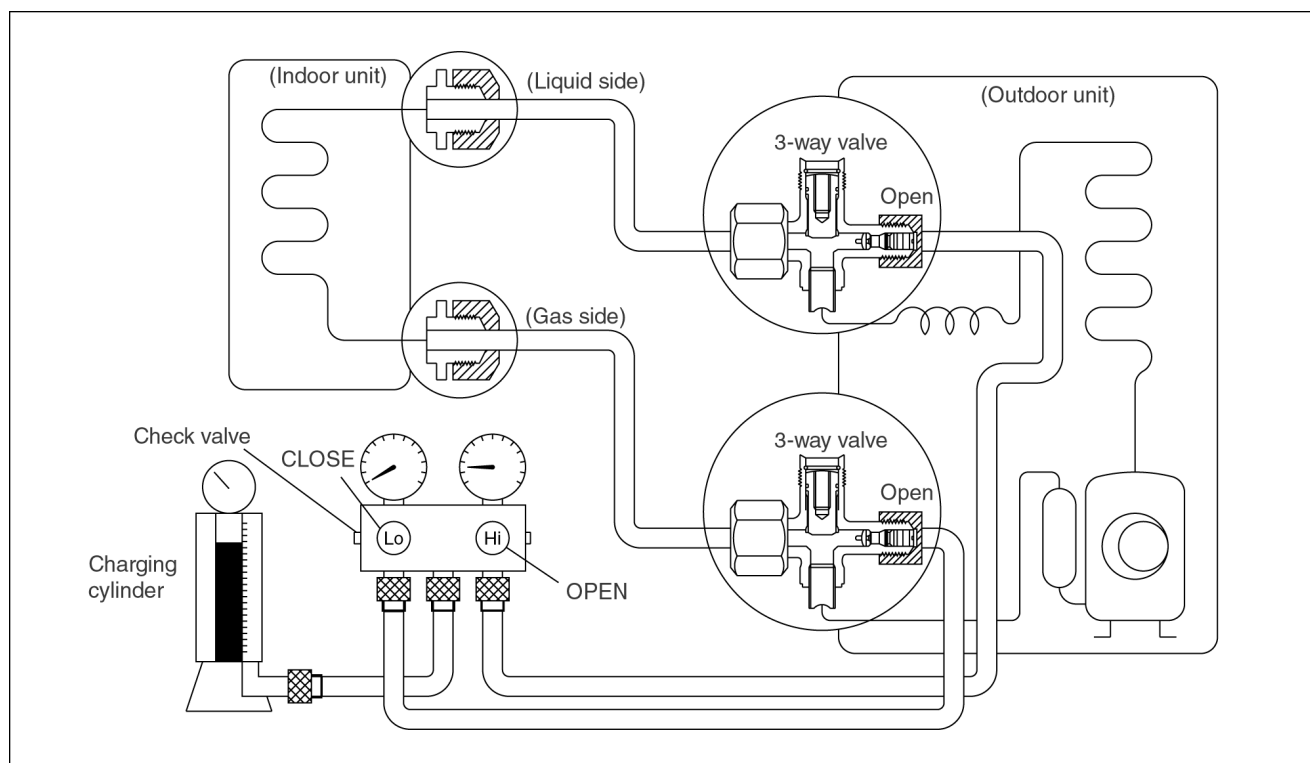 (Indoor unit)
(Liquid side)
(Outdoor unit)
3-way valve
Open
(Gas side)
3-way valve
Open
Check valve
CLOSE
Lo
Hi
OPEN
Charging
cylinder